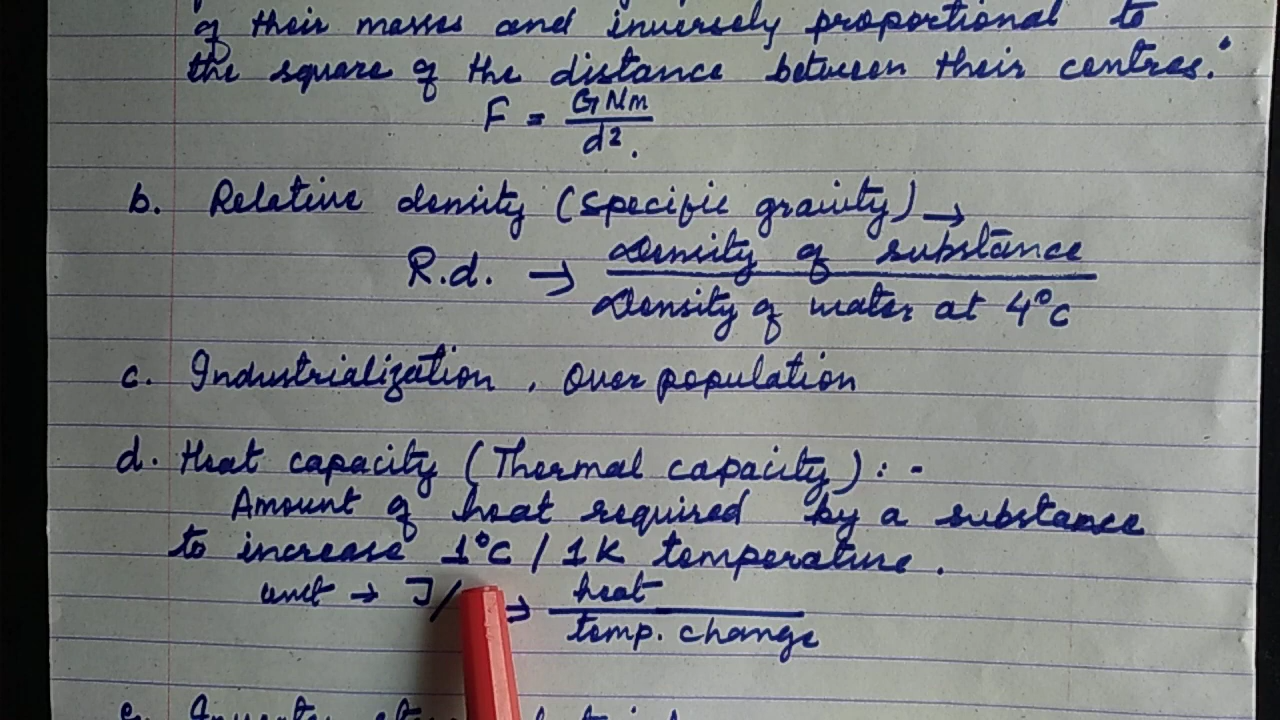 of their masses and inversely proportional to
the square of the distance between their centres."
F = GMm
d².
b. Relative density (specific gravity) →
R.d. → Density of substance
Density of water at 4°C
c. Industrialization, Over population
d. Heat capacity (Thermal capacity) : -
Amount of heat required by a substance
to increase 1°C / 1K temperature.
unit → J/ → heat
temp. change